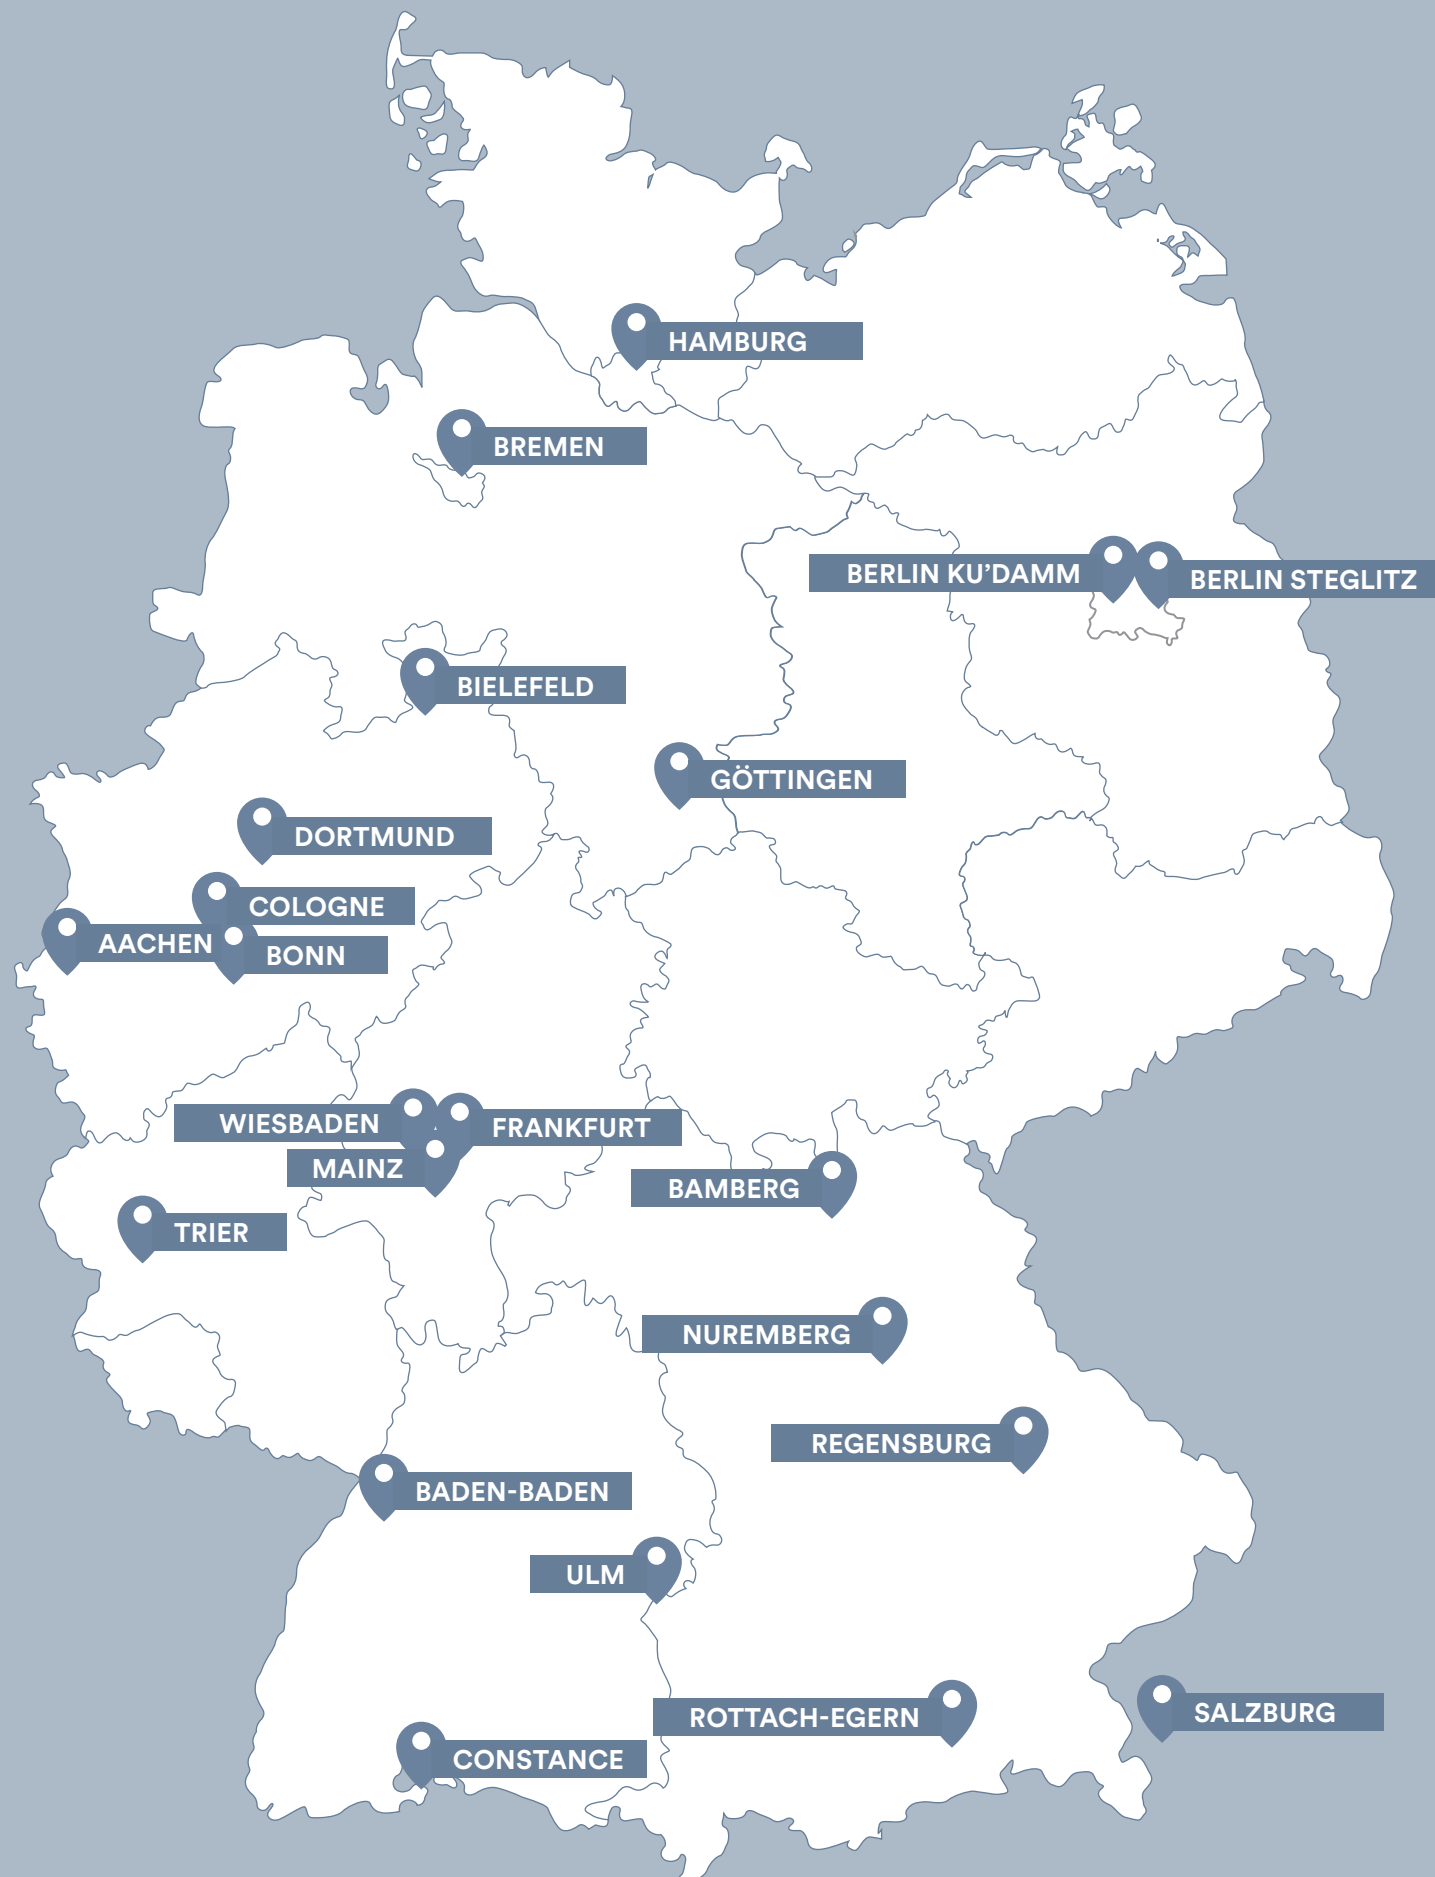 HAMBURG
BREMEN
BERLIN KU’DAMM
BERLIN STEGLITZ
BIELEFELD
GÖTTINGEN
DORTMUND
COLOGNE
AACHEN
BONN
WIESBADEN
FRANKFURT
MAINZ
BAMBERG
TRIER
NUREMBERG
REGENSBURG
BADEN-BADEN
ULM
ROTTACH-EGERN
SALZBURG
CONSTANCE